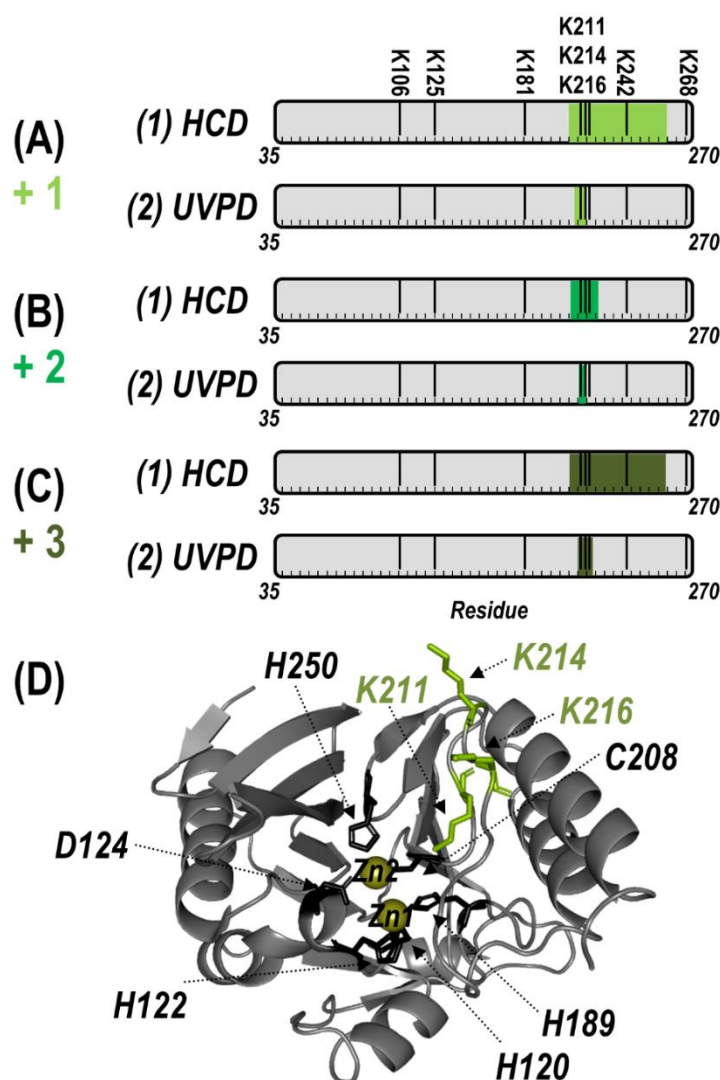 K211
K214
K106 K125 K181 K216 K242 K268
(A)
+ 1
(1) HCD
35 270
(2) UVPD
35 270
(B)
+ 2
(1) HCD
35 270
(2) UVPD
35 270
(C)
+ 3
(1) HCD
35 270
(2) UVPD
35 270
Residue
(D)
H250 K211 K214
K216
C208
D124
Zn2
Zn1
H122
H189
H120